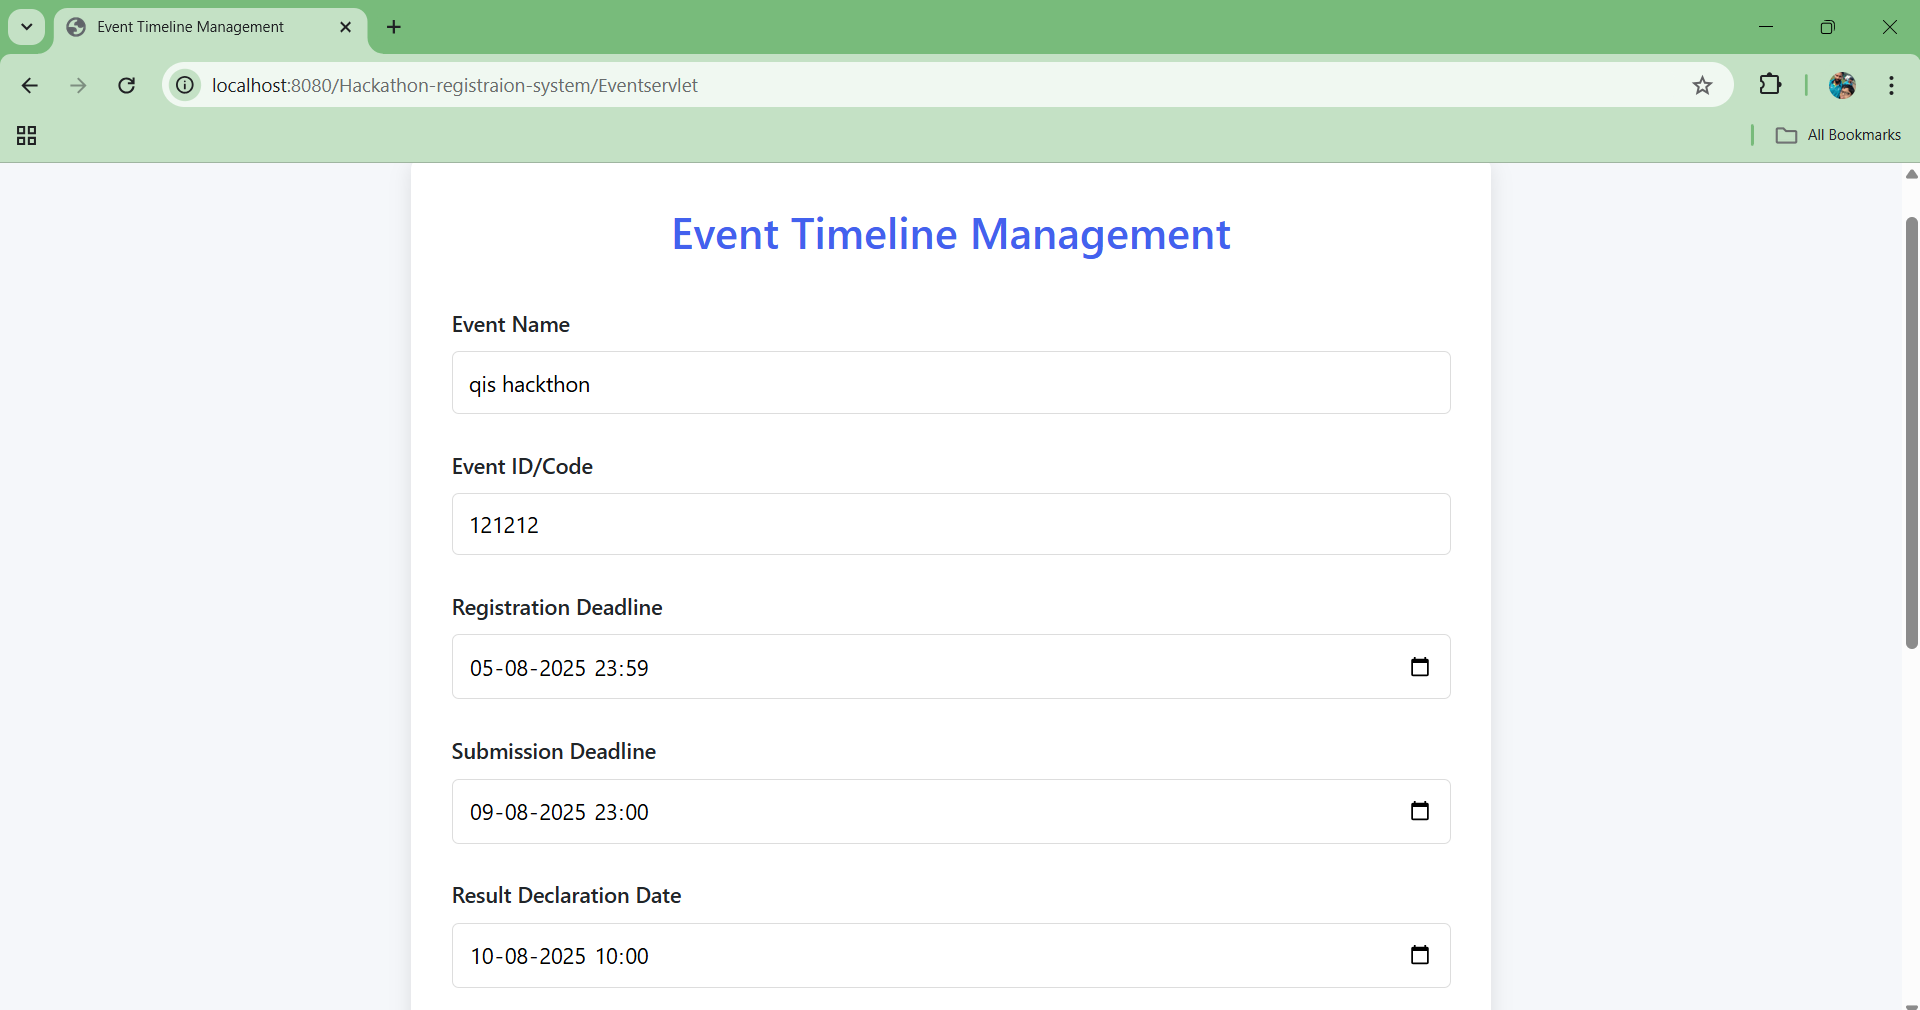 Event Timeline Management
localhost:8080/Hackathon-registraion-system/Eventservlet
All Bookmarks
Event Timeline Management
Event Name
qis hackthon
Event ID/Code
121212
Registration Deadline
05-08-2025 23:59
Submission Deadline
09-08-2025 23:00
Result Declaration Date
10-08-2025 10:00